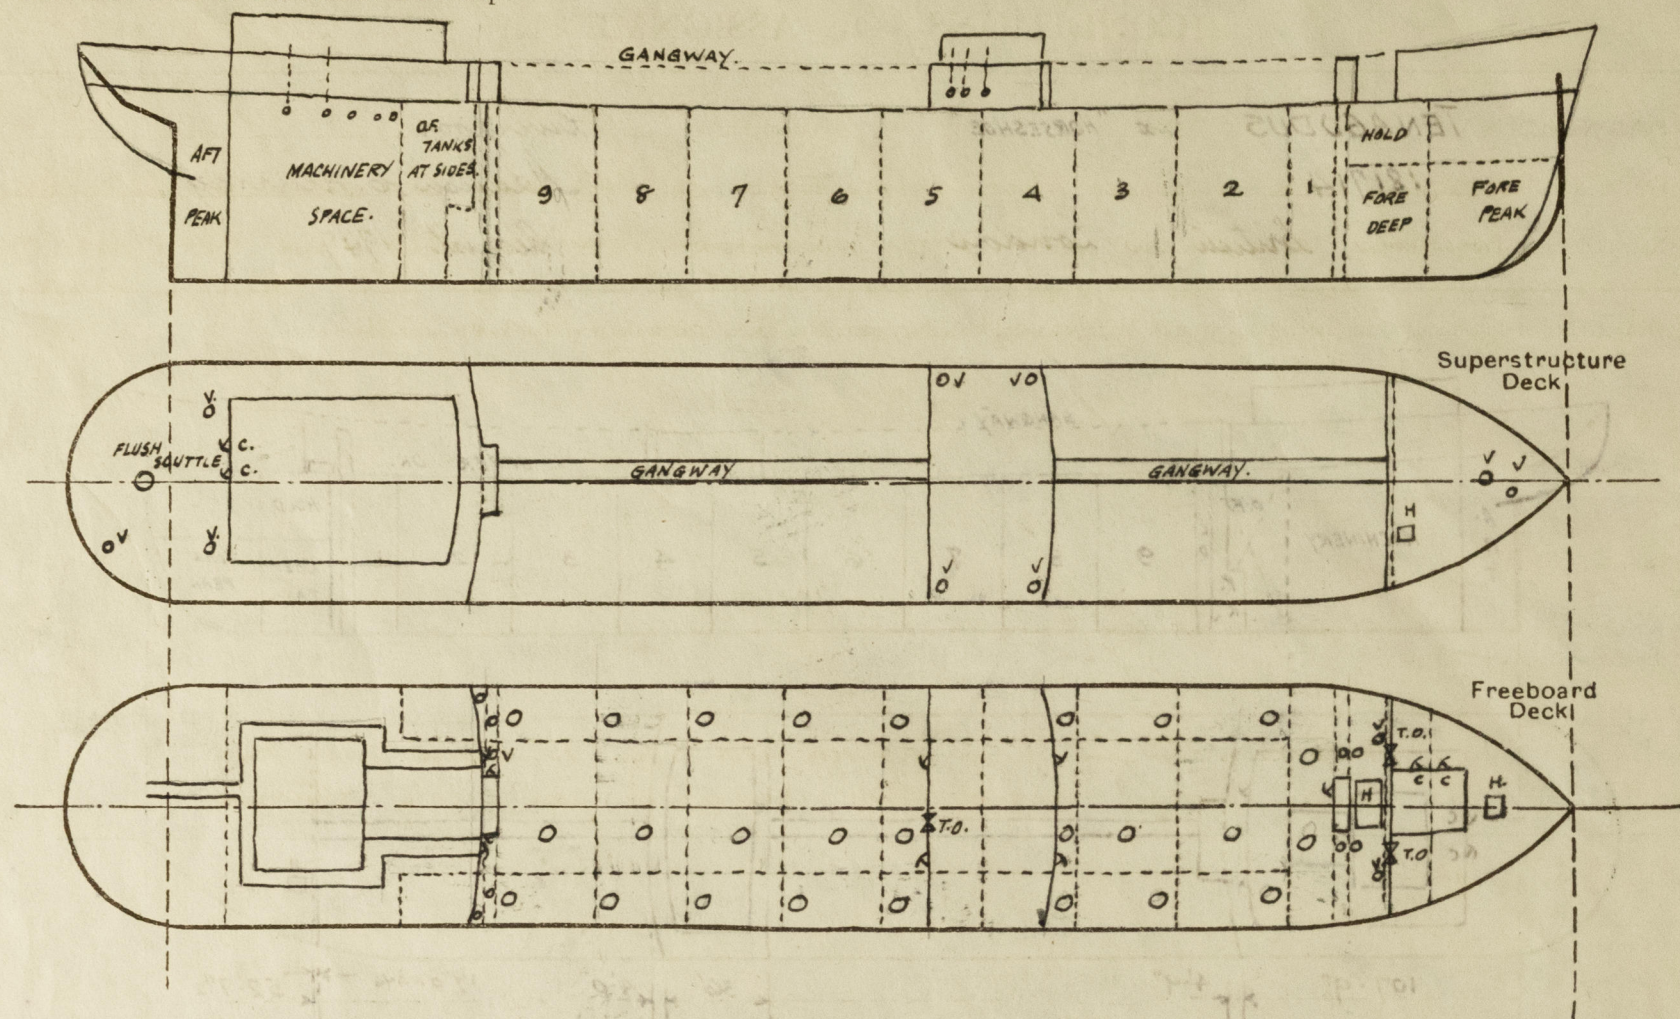 GANGWAY.
AFT
PEAK
MACHINERY
SPACE.
O.F.
TANKS
AT SIDES.
9 8 7 6 5 4 3 2 1
HOLD
FORE
DEEP
FORE
PEAK
Superstructure
Deck
V
FLUSH
SCUTTLE
C.
C.
V
V
GANGWAY
V V
V V
GANGWAY.
H
V V
Freeboard
Deck
V
T.O.
H
T.O.
C C
T.O
H.